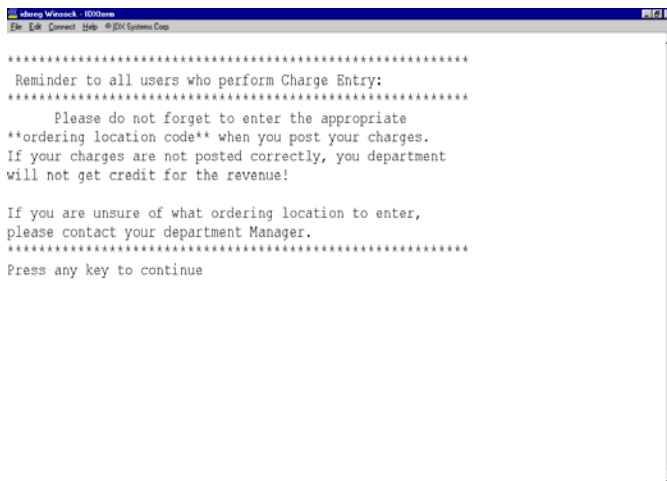 idxreg Winsock - IDXterm
File Edit Connect Help ©IDX Systems Corp
***********************************************************
Reminder to all users who perform Charge Entry:
***********************************************************
Please do not forget to enter the appropriate
**ordering location code** when you post your charges.
If your charges are not posted correctly, you department
will not get credit for the revenue!
If you are unsure of what ordering location to enter,
please contact your department Manager.
***********************************************************
Press any key to continue